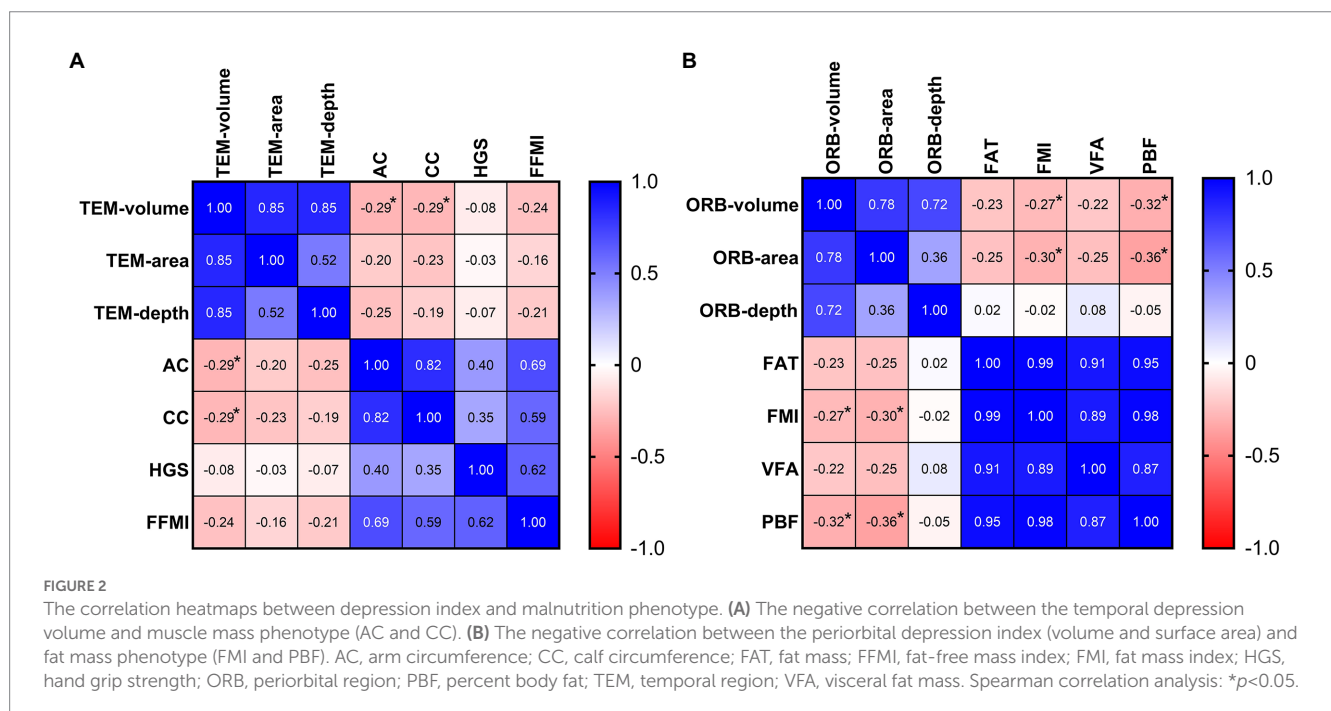 A
TEM-volume TEM-area TEM-depth AC CC HGS FFMI
TEM-volume 1.00 0.85 0.85 -0.29* -0.29* -0.08 -0.24
TEM-area 0.85 1.00 0.52 -0.20 -0.23 -0.03 -0.16
TEM-depth 0.85 0.52 1.00 -0.25 -0.19 -0.07 -0.21
AC -0.29* -0.20 -0.25 1.00 0.82 0.40 0.69
CC -0.29* -0.23 -0.19 0.82 1.00 0.35 0.59
HGS -0.08 -0.03 -0.07 0.40 0.35 1.00 0.62
FFMI -0.24 -0.16 -0.21 0.69 0.59 0.62 1.00
1.0
0.5
0
-0.5
-1.0
B
ORB-volume ORB-area ORB-depth FAT FMI VFA PBF
ORB-volume 1.00 0.78 0.72 -0.23 -0.27* -0.22 -0.32*
ORB-area 0.78 1.00 0.36 -0.25 -0.30* -0.25 -0.36*
ORB-depth 0.72 0.36 1.00 0.02 -0.02 0.08 -0.05
FAT -0.23 -0.25 0.02 1.00 0.99 0.91 0.95
FMI -0.27* -0.30* -0.02 0.99 1.00 0.89 0.98
VFA -0.22 -0.25 0.08 0.91 0.89 1.00 0.87
PBF -0.32* -0.36* -0.05 0.95 0.98 0.87 1.00
1.0
0.5
0
-0.5
-1.0
FIGURE 2
The correlation heatmaps between depression index and malnutrition phenotype. (A) The negative correlation between the temporal depression
volume and muscle mass phenotype (AC and CC). (B) The negative correlation between the periorbital depression index (volume and surface area) and
fat mass phenotype (FMI and PBF). AC, arm circumference; CC, calf circumference; FAT, fat mass; FFMI, fat-free mass index; FMI, fat mass index; HGS,
hand grip strength; ORB, periorbital region; PBF, percent body fat; TEM, temporal region; VFA, visceral fat mass. Spearman correlation analysis: *p<0.05.